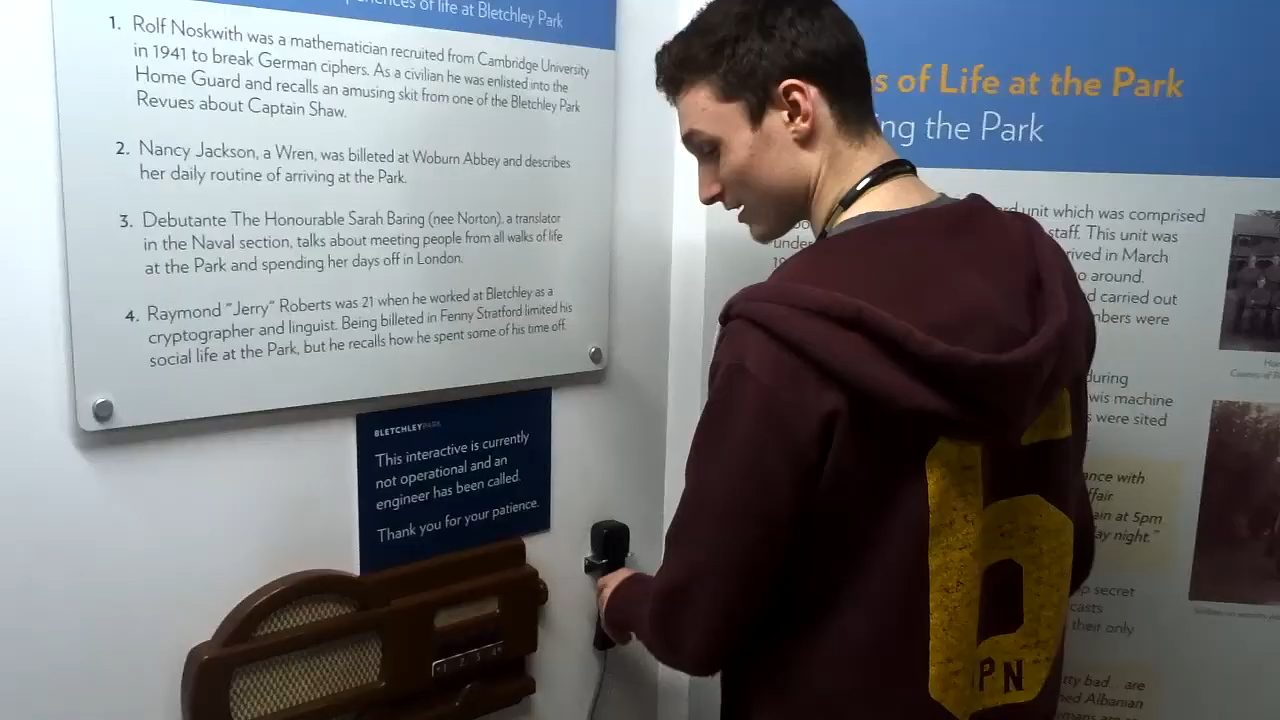 of life at Bletchley Park
1. Rolf Noskwith was a mathematician recruited from Cambridge University
in 1941 to break German ciphers. As a civilian he was enlisted into the
Home Guard and recalls an amusing skit from one of the Bletchley Park
Revues about Captain Shaw.
2. Nancy Jackson, a Wren, was billeted at Woburn Abbey and describes
her daily routine of arriving at the Park.
3. Debutante The Honourable Sarah Baring (nee Norton), a translator
in the Naval section, talks about meeting people from all walks of life
at the Park and spending her days off in London.
4. Raymond "Jerry" Roberts was 21 when he worked at Bletchley as a
cryptographer and linguist. Being billeted in Fenny Stratford limited his
social life at the Park, but he recalls how he spent some of his time off.
BLETCHLEYPARK
This interactive is currently
not operational and an
engineer has been called.
Thank you for your patience.
1 2 3 4
of Life at the Park
the Park
unit which was comprised
staff. This unit was
in March
around.
carried out
were
during
machine
were sited
with
at 5pm
night."
secret
their only
bad... are
Albanian
6
PN